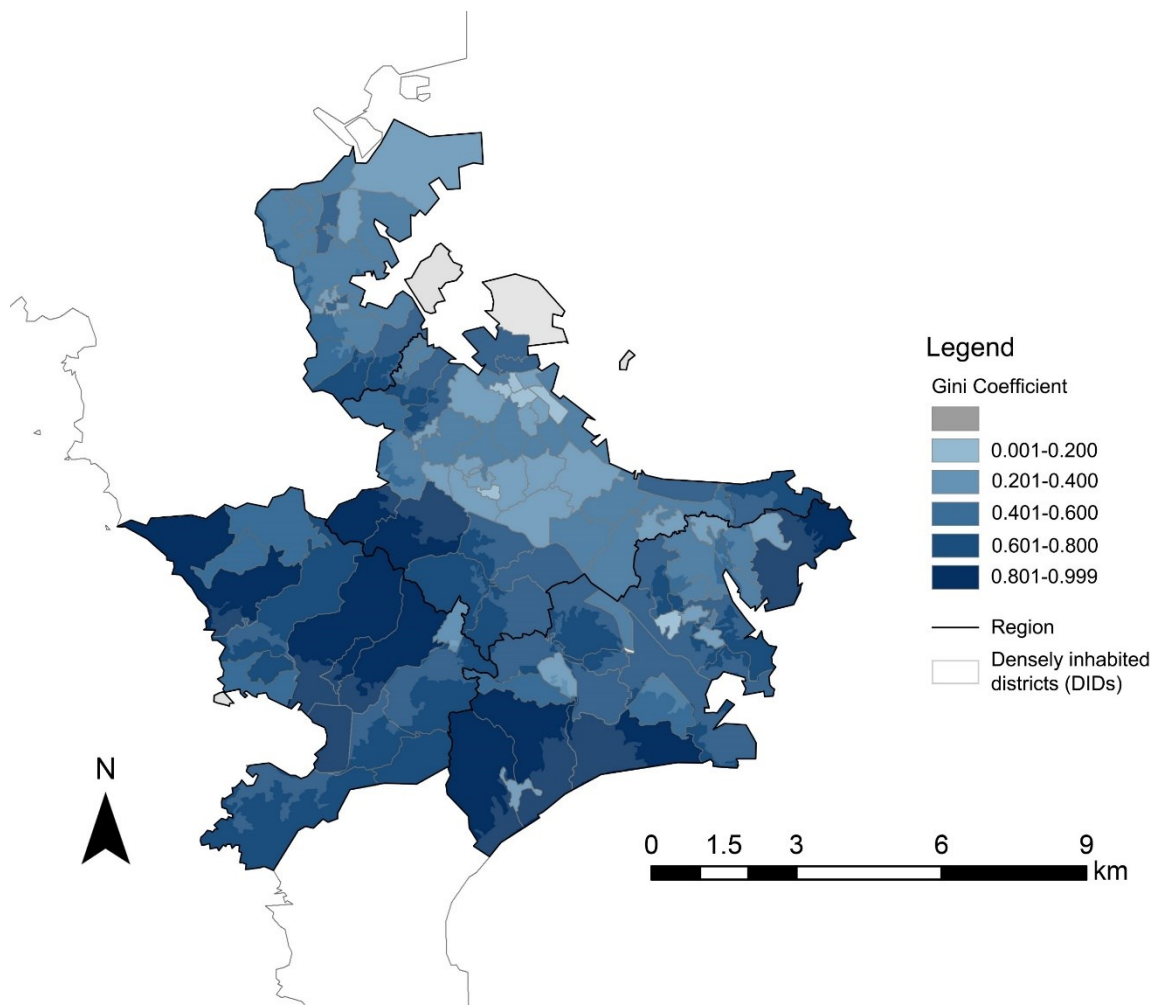 Legend
Gini Coefficient
0.001-0.200
0.201-0.400
0.401-0.600
0.601-0.800
0.801-0.999
Region
Densely inhabited
districts (DIDs)
N
0 1.5 3 6 9
km